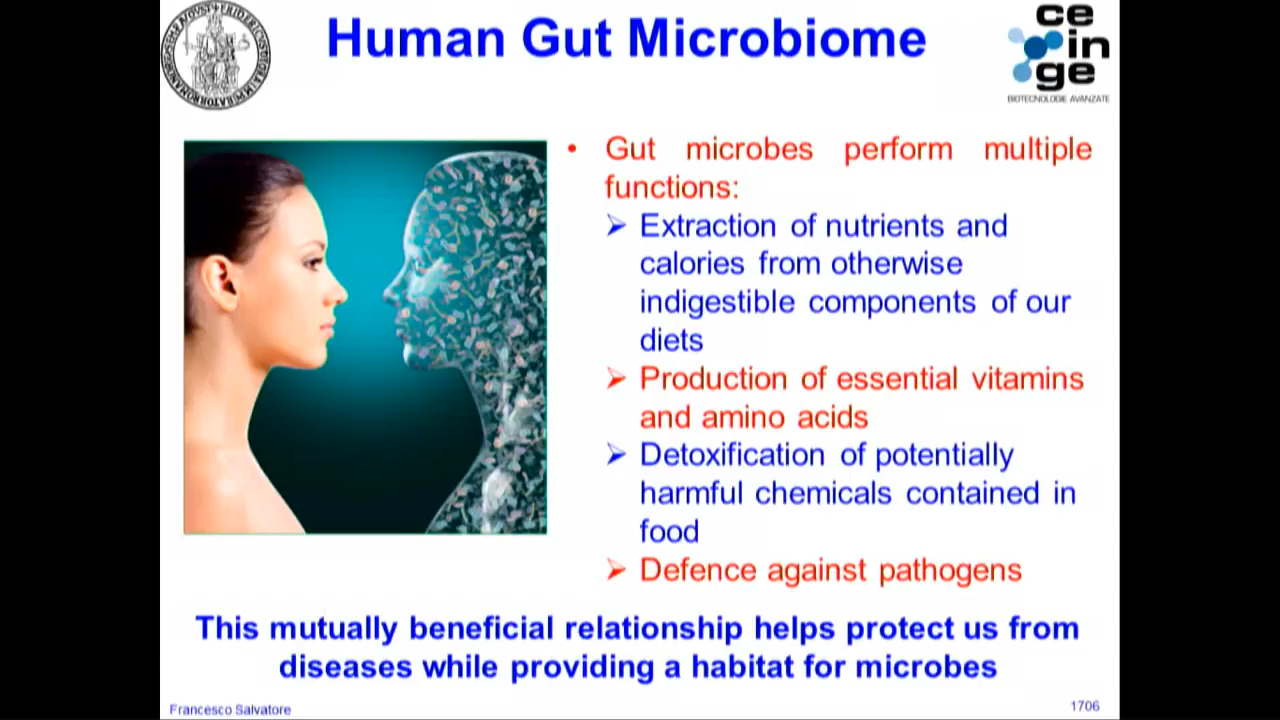 Human Gut Microbiome
ce
in
ge
BIOTECNOLOGIE AVANZATE
• Gut microbes perform multiple
functions:
➢ Extraction of nutrients and
calories from otherwise
indigestible components of our
diets
➢ Production of essential vitamins
and amino acids
➢ Detoxification of potentially
harmful chemicals contained in
food
➢ Defence against pathogens
This mutually beneficial relationship helps protect us from
diseases while providing a habitat for microbes
Francesco Salvatore
1706